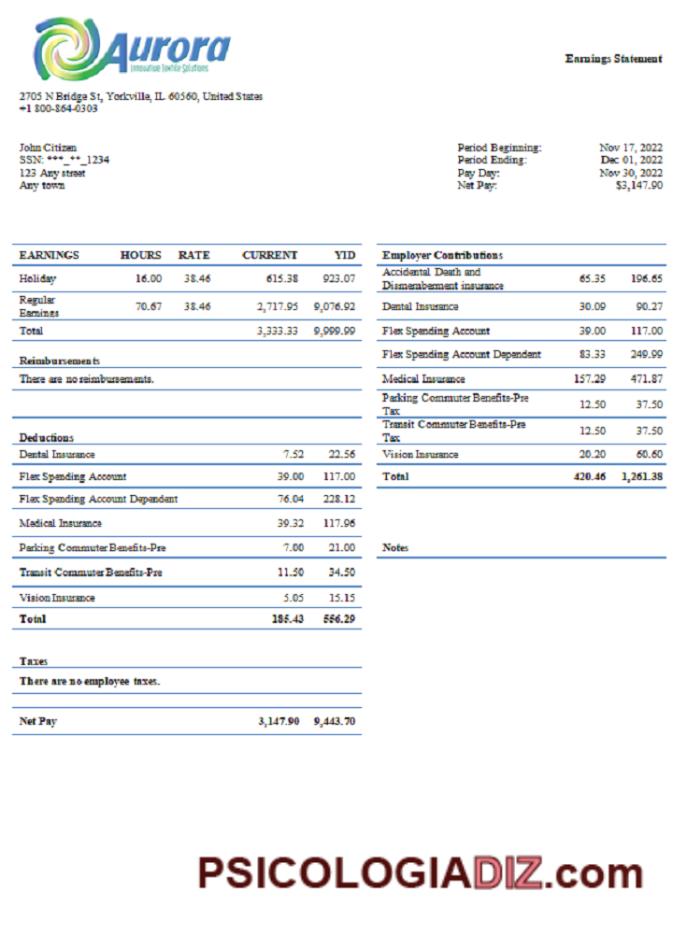 Aurora
Innovative Textile Solutions
Earnings Statement
2705 N Bridge St, Yorkville, IL 60560, United States
+1 800-864-0303
John Citizen
SSN: ***_**_1234
123 Any street
Any town
Period Beginning: Nov 17, 2022
Period Ending: Dec 01, 2022
Pay Day: Nov 30, 2022
Net Pay: $3,147.90
EARNINGS HOURS RATE CURRENT YID
Holiday 16.00 38.46 615.38 923.07
Regular
Earnings 70.67 38.46 2,717.95 9,076.92
Total 3,333.33 9,999.99
Reimbursements
There are no reimbursements.
Deductions
Dental Insurance 7.52 22.56
Flex Spending Account 39.00 117.00
Flex Spending Account Dependent 76.04 228.12
Medical Insurance 39.32 117.96
Parking Commuter Benefits-Pre 7.00 21.00
Transit Commuter Benefits-Pre 11.50 34.50
Vision Insurance 5.05 15.15
Total 185.43 556.29
Taxes
There are no employee taxes.
Net Pay 3,147.90 9,443.70
Employer Contributions
Accidental Death and
Dismemberment insurance 65.35 196.65
Dental Insurance 30.09 90.27
Flex Spending Account 39.00 117.00
Flex Spending Account Dependent 83.33 249.99
Medical Insurance 157.29 471.87
Parking Commuter Benefits-Pre
Tax 12.50 37.50
Transit Commuter Benefits-Pre
Tax 12.50 37.50
Vision Insurance 20.20 60.60
Total 420.46 1,261.38
Notes
PSICOLOGIADIZ.com